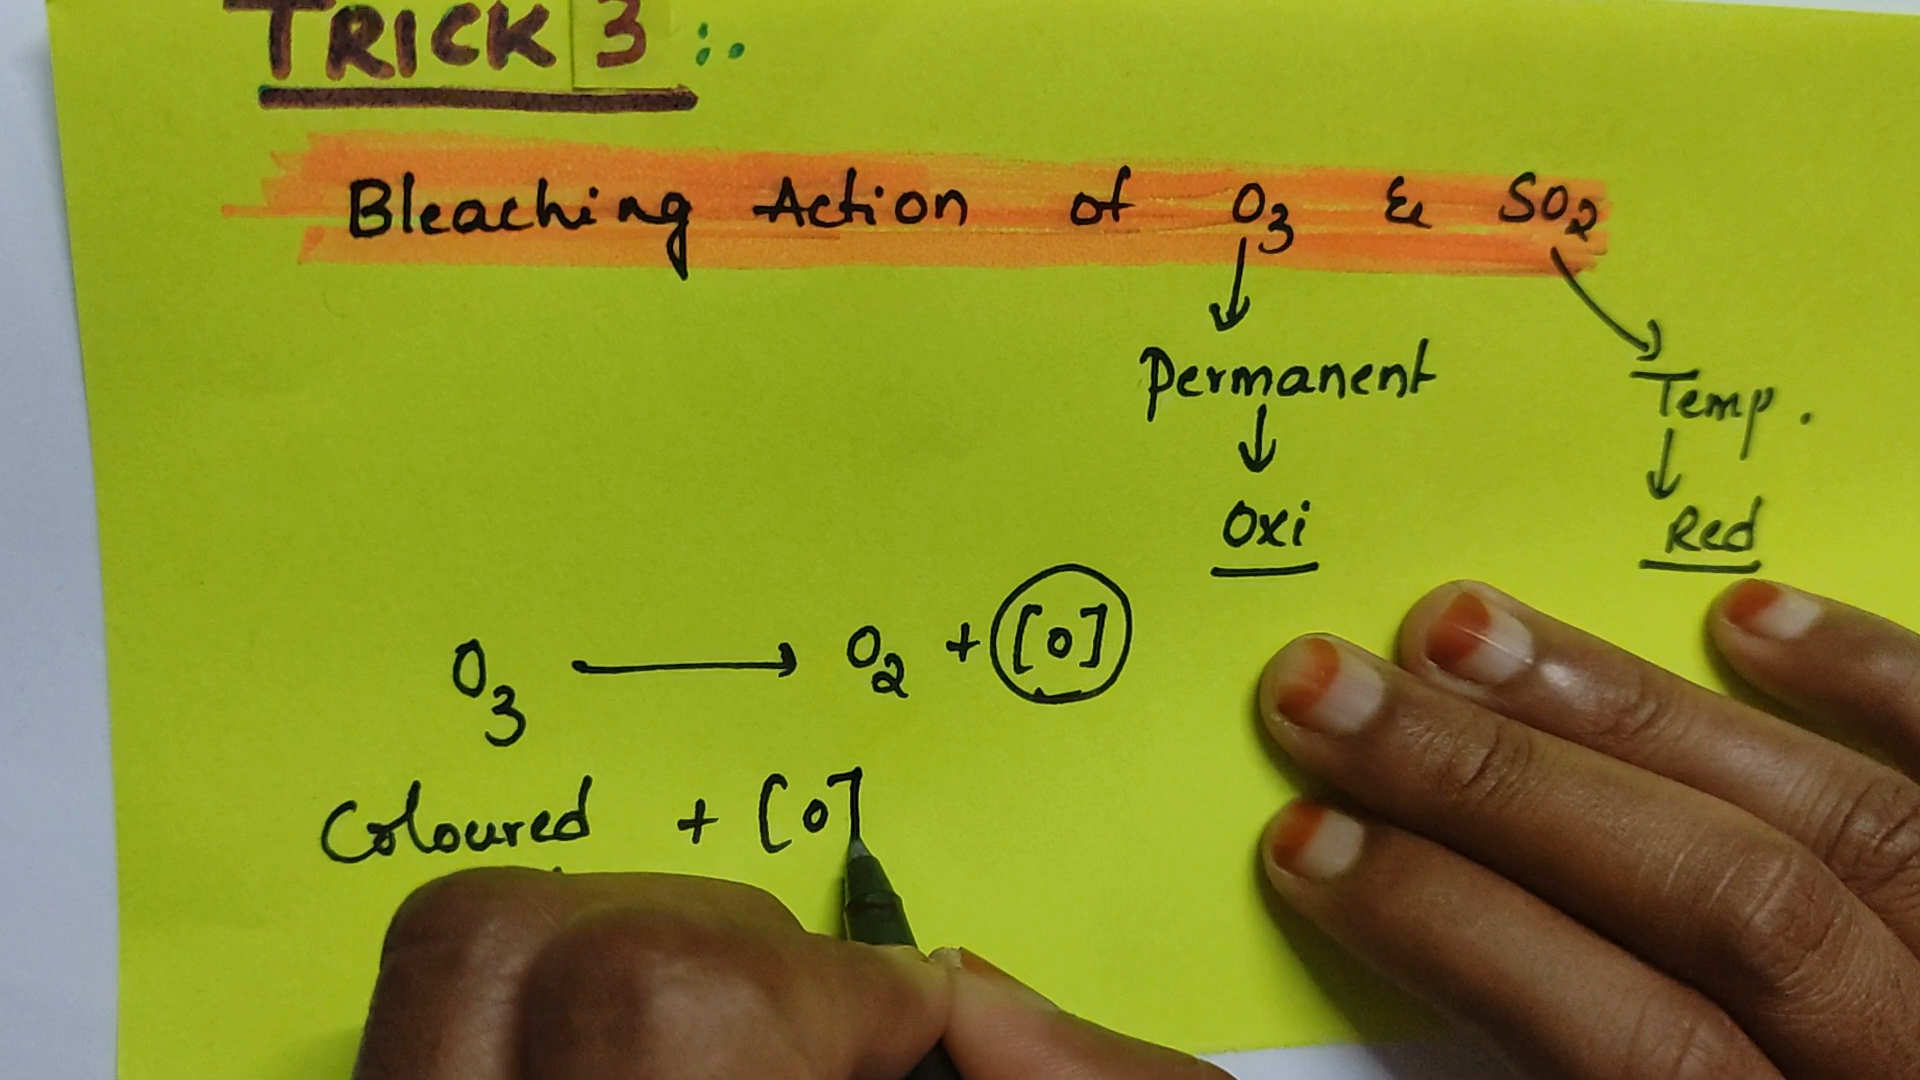 TRICK 3 :.
Bleaching Action of O3 & SO2
Permanent
Temp.
Oxi
Red
O3 ⟶ O2 + [O]
Coloured + [O]